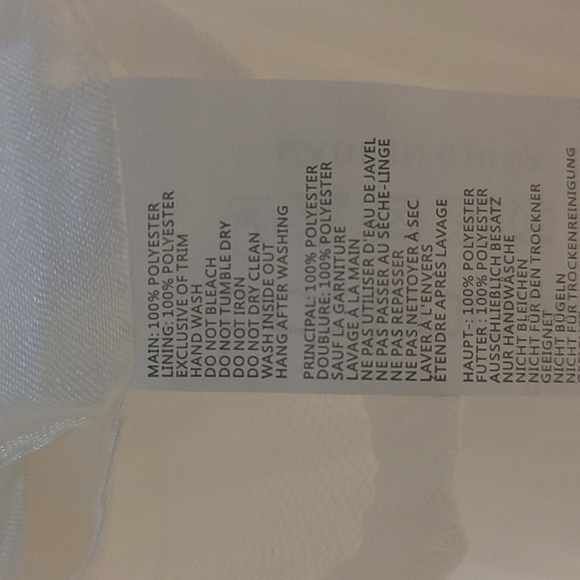 MAIN: 100% POLYESTER
LINING: 100% POLYESTER
EXCLUSIVE OF TRIM
HAND WASH
DO NOT BLEACH
DO NOT TUMBLE DRY
DO NOT IRON
DO NOT DRY CLEAN
WASH INSIDE OUT
HANG AFTER WASHING
PRINCIPAL: 100% POLYESTER
DOUBLURE: 100% POLYESTER
SAUF LA GARNITURE
LAVAGE À LA MAIN
NE PAS UTILISER D'EAU DE JAVEL
NE PAS PASSER AU SÈCHE-LINGE
NE PAS REPASSER
NE PAS NETTOYER À SEC
LAVER À L'ENVERS
ÉTENDRE APRÈS LAVAGE
HAUPT-: 100% POLYESTER
FUTTER: 100% POLYESTER
AUSSCHLIEẞLICH BESATZ
NUR HANDWÄSCHE
NICHT BLEICHEN
NICHT FÜR DEN TROCKNER
GEEIGNET
NICHT BÜGELN
NICHT FÜR TROCKENREINIGUNG